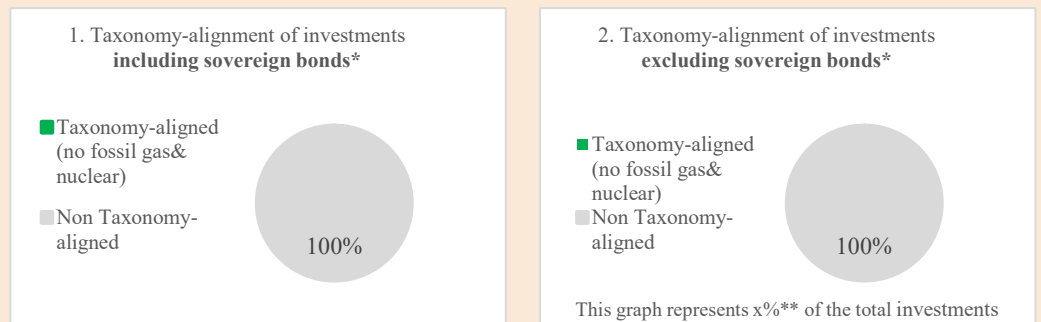 1. Taxonomy-alignment of investments
including sovereign bonds*
Taxonomy-aligned
(no fossil gas&
nuclear)
Non Taxonomy-
aligned
100%
2. Taxonomy-alignment of investments
excluding sovereign bonds*
Taxonomy-aligned
(no fossil gas&
nuclear)
Non Taxonomy-
aligned
100%
This graph represents x%** of the total investments